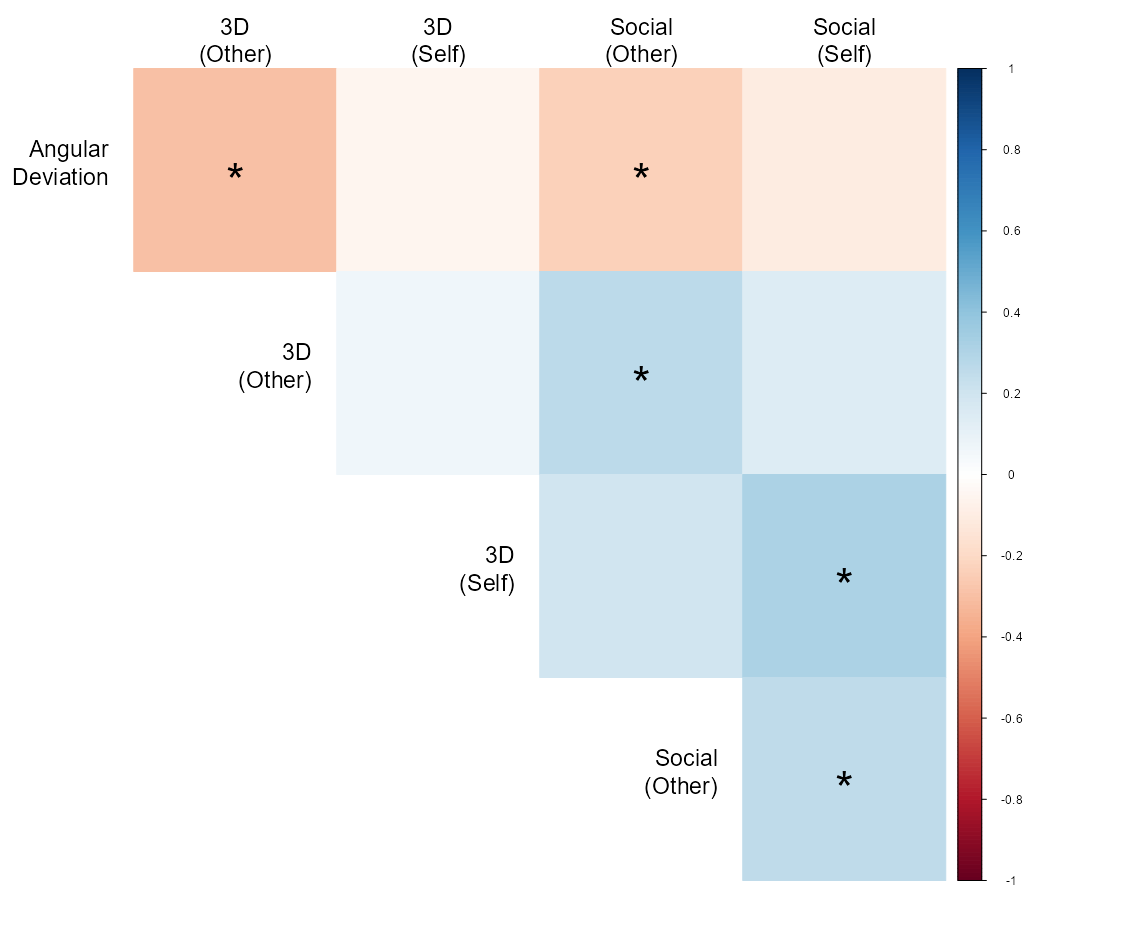 3D
(Other)
3D
(Self)
Social
(Other)
Social
(Self)
Angular
Deviation
*
*
3D
(Other)
*
3D
(Self)
*
Social
(Other)
*
1
0.8
0.6
0.4
0.2
0
-0.2
-0.4
-0.6
-0.8
-1